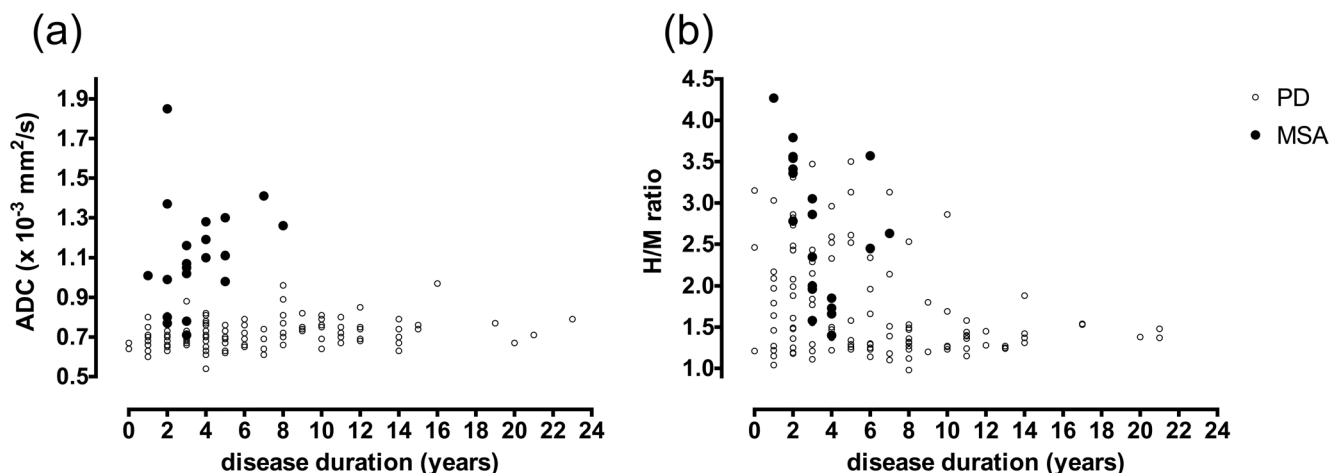 (a)
ADC (x 10⁻³ mm²/s)
1.9
1.7
1.5
1.3
1.1
0.9
0.7
0.5
0 2 4 6 8 10 12 14 16 18 20 22 24
disease duration (years)
(b)
H/M ratio
4.5
4.0
3.5
3.0
2.5
2.0
1.5
1.0
0 2 4 6 8 10 12 14 16 18 20 22 24
disease duration (years)
PD
MSA